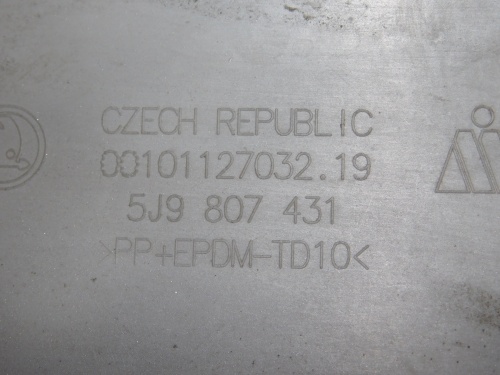 CZECH REPUBLIC
00101127032.19
5J9 807 431
>PP+EPDM-TD10<